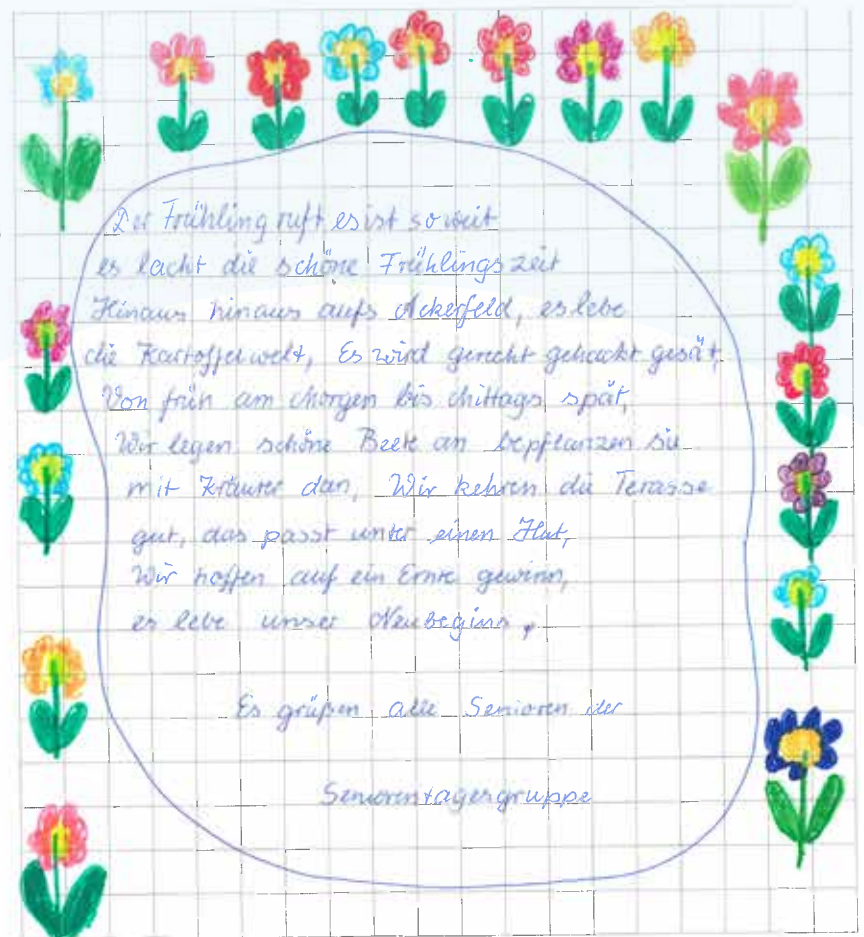 Der Frühling ruft es ist so weit
es lacht die schöne Frühlingszeit
Hinaus hinaus aufs Ackerfeld, es lebe
die Kartoffelwelt, Es wird gerecht gehackt gesät,
Von früh am Morgen bis Mittags spät,
Wir legen schöne Beete an bepflanzen sie
mit Kräuter dan, Wir kehren die Terasse
gut, das passt unter einen Hut,
Wir hoffen auf ein Ernte gewinn,
es lebe unser Neubeginn,
Es grüßen alle Senioren der
Seniorentagesgruppe